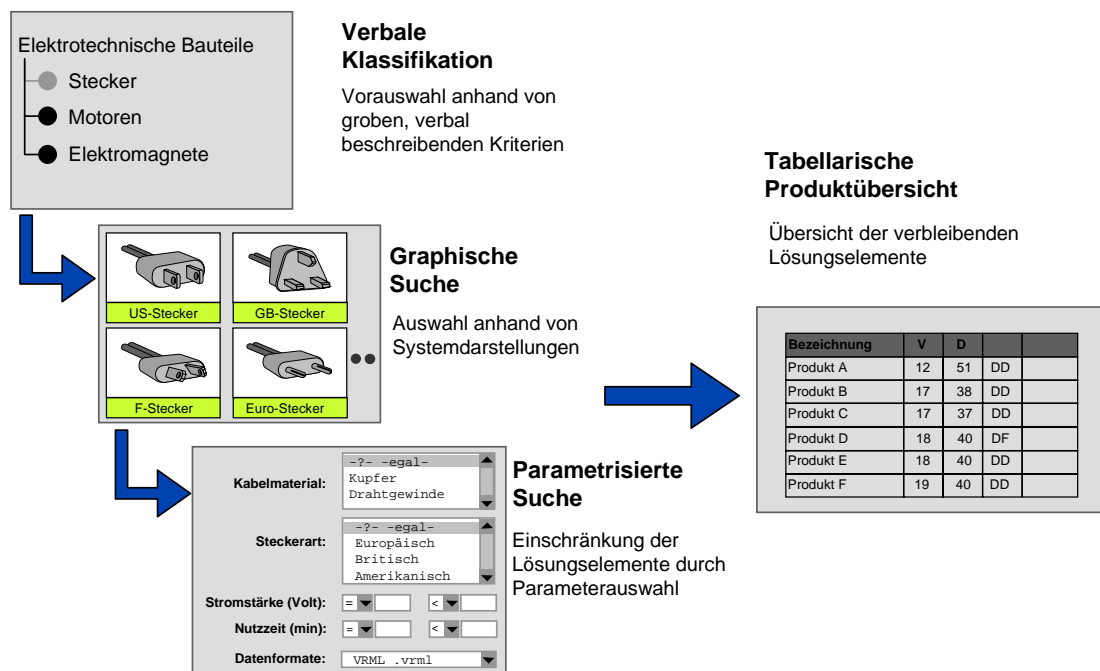 Elektrotechnische Bauteile
Stecker
Motoren
Elektromagnete
Verbale
Klassifikation
Vorauswahl anhand von
groben, verbal
beschreibenden Kriterien
US-Stecker
GB-Stecker
F-Stecker
Euro-Stecker
Graphische
Suche
Auswahl anhand von
Systemdarstellungen
Kabelmaterial:
-?- -egal-
Kupfer
Drahtgewinde
Steckerart:
-?- -egal-
Europäisch
Britisch
Amerikanisch
Stromstärke (Volt): = <
Nutzzeit (min): = <
Datenformate: VRML .vrml
Parametrisierte
Suche
Einschränkung der
Lösungselemente durch
Parameterauswahl
Tabellarische
Produktübersicht
Übersicht der verbleibenden
Lösungselemente
Bezeichnung V D
Produkt A 12 51 DD
Produkt B 17 38 DD
Produkt C 17 37 DD
Produkt D 18 40 DF
Produkt E 18 40 DD
Produkt F 19 40 DD